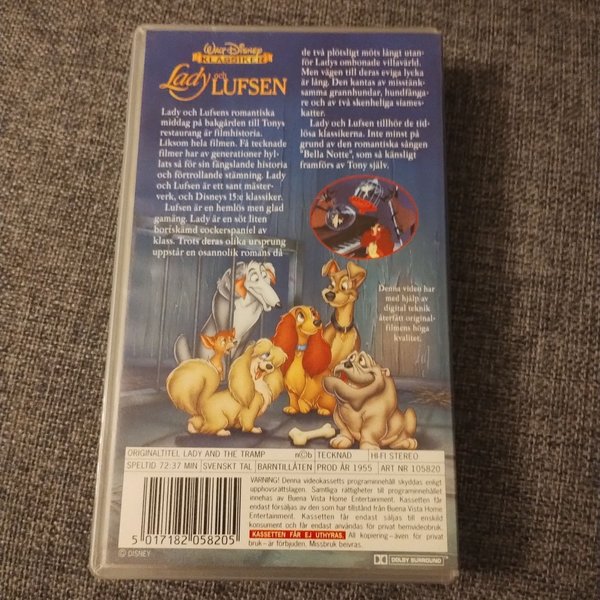 Walt Disney
KLASSIKER
Lady och
LUFSEN
Lady och Lufsens romantiska
middag på bakgården till Tonys
restaurang är filmhistoria.
Liksom hela filmen. Få tecknade
filmer har av generationer hyl-
lats så för sin fängslande historia
och förtrollande stämning. Lady
och Lufsen är ett sant mäster-
verk, och Disneys 15:e klassiker.
Lufsen är en hemlös men glad
gamäng. Lady är en söt liten
bortskämd cockerspaniel av
klass. Trots deras olika ursprung
uppstår en osannolik romans då
de två plötsligt möts långt utan-
för Ladys ombonade villavärld.
Men vägen till deras eviga lycka
är lång. Den kantas av misstänk-
samma grannhundar, hundfånga-
re och av två skenheliga siames-
katter.
Lady och Lufsen tillhör de tid-
lösa klassikerna. Inte minst på
grund av den romantiska sången
"Bella Notte", som så känsligt
framförs av Tony själv.
Denna video har
med hjälp av
digital teknik
återfått original-
filmens höga
kvalitet.
ORIGINALTITEL LADY AND THE TRAMP TECKNAD HI-FI STEREO
SPELTID 72:37 MIN SVENSKT TAL BARNTILLÅTEN PROD ÅR 1955 ART NR 105820
VARNING! Denna videokassetts programinnehåll skyddas enligt
upphovsrättslagen. Samtliga rättigheter till programinnehållet
innehas av Buena Vista Home Entertainment. Kassetten får
endast försäljas av den som har tillstånd från Buena Vista Home
Entertainment. Kassetten får endast säljas till enskild
konsument och får endast användas för privat hemvideobruk.
KASSETTEN FÅR EJ UTHYRAS. All kopiering – även för privat
bruk – är förbjuden. Missbruk beivras.
5 017182 058205
© DISNEY
DOLBY SURROUND